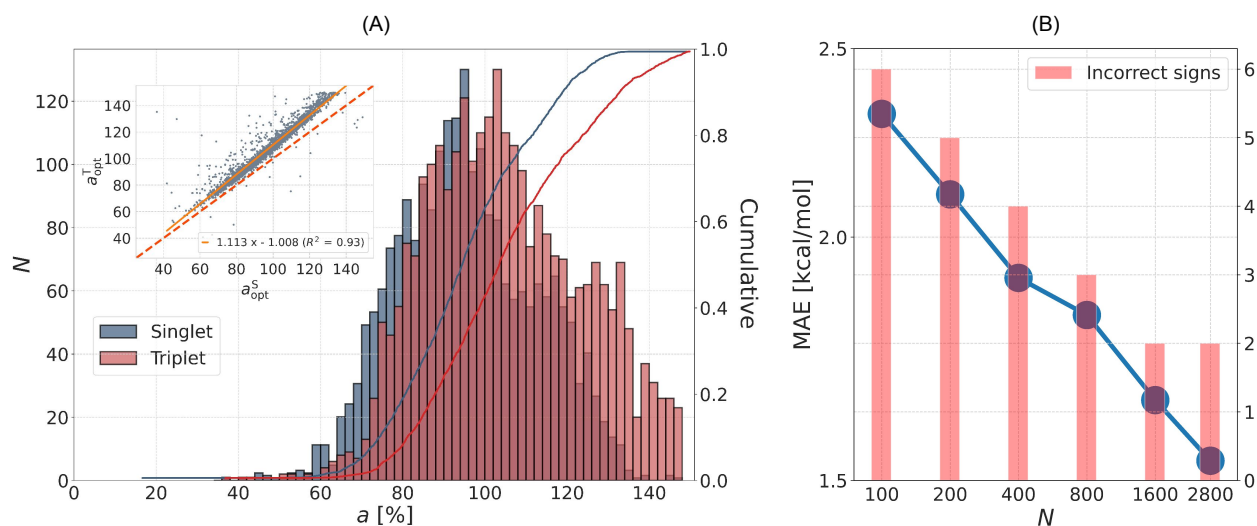 (A)
N
120
100
80
60
40
20
0
0 20 40 60 80 100 120 140
a [%]
1.0
0.8
0.6
0.4
0.2
0.0
Cumulative
Singlet
Triplet
a_opt^T
140
120
100
80
60
40
40 60 80 100 120 140
a_opt^S
1.113 x - 1.008 (R² = 0.93)
(B)
MAE [kcal/mol]
2.5
2.0
1.5
100 200 400 800 1600 2800
N
Incorrect signs
6
5
4
3
2
1
0